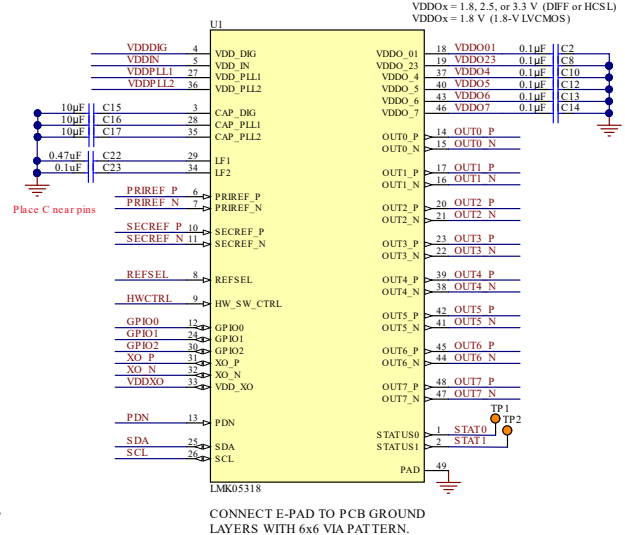 VDDOx = 1.8, 2.5, or 3.3 V (DIFF or HCSL)
VDDOx = 1.8 V (1.8-V LVCMOS)
U1
VDDDIG 4 VDD_DIG
VDDIN 5 VDD_IN
VDDPLL1 27 VDD_PLL1
VDDPLL2 36 VDD_PLL2
10µF C15 3 CAP_DIG
10µF C16 28 CAP_PLL1
10µF C17 35 CAP_PLL2
0.47uF C22 29 LF1
0.1uF C23 34 LF2
Place C near pins
PRIREF_P 6 PRIREF_P
PRIREF_N 7 PRIREF_N
SECREF_P 10 SECREF_P
SECREF_N 11 SECREF_N
REFSEL 8 REFSEL
HWCTRL 9 HW_SW_CTRL
GPIO0 12 GPIO0
GPIO1 24 GPIO1
GPIO2 30 GPIO2
XO_P 31 XO_P
XO_N 32 XO_N
VDDXO 33 VDD_XO
PDN 13 PDN
SDA 25 SDA
SCL 26 SCL
VDDO_01 18 VDDO01 0.1µF C2
VDDO_23 19 VDDO23 0.1µF C8
VDDO_4 37 VDDO4 0.1µF C10
VDDO_5 40 VDDO5 0.1µF C12
VDDO_6 43 VDDO6 0.1µF C13
VDDO_7 46 VDDO7 0.1µF C14
OUT0_P 14 OUT0_P
OUT0_N 15 OUT0_N
OUT1_P 17 OUT1_P
OUT1_N 16 OUT1_N
OUT2_P 20 OUT2_P
OUT2_N 21 OUT2_N
OUT3_P 23 OUT3_P
OUT3_N 22 OUT3_N
OUT4_P 39 OUT4_P
OUT4_N 38 OUT4_N
OUT5_P 42 OUT5_P
OUT5_N 41 OUT5_N
OUT6_P 45 OUT6_P
OUT6_N 44 OUT6_N
OUT7_P 48 OUT7_P
OUT7_N 47 OUT7_N
TP1
TP2
STATUS0 1 STAT0
STATUS1 2 STAT1
PAD 49
LMK05318
CONNECT E-PAD TO PCB GROUND
LAYERS WITH 6x6 VIA PATTERN.